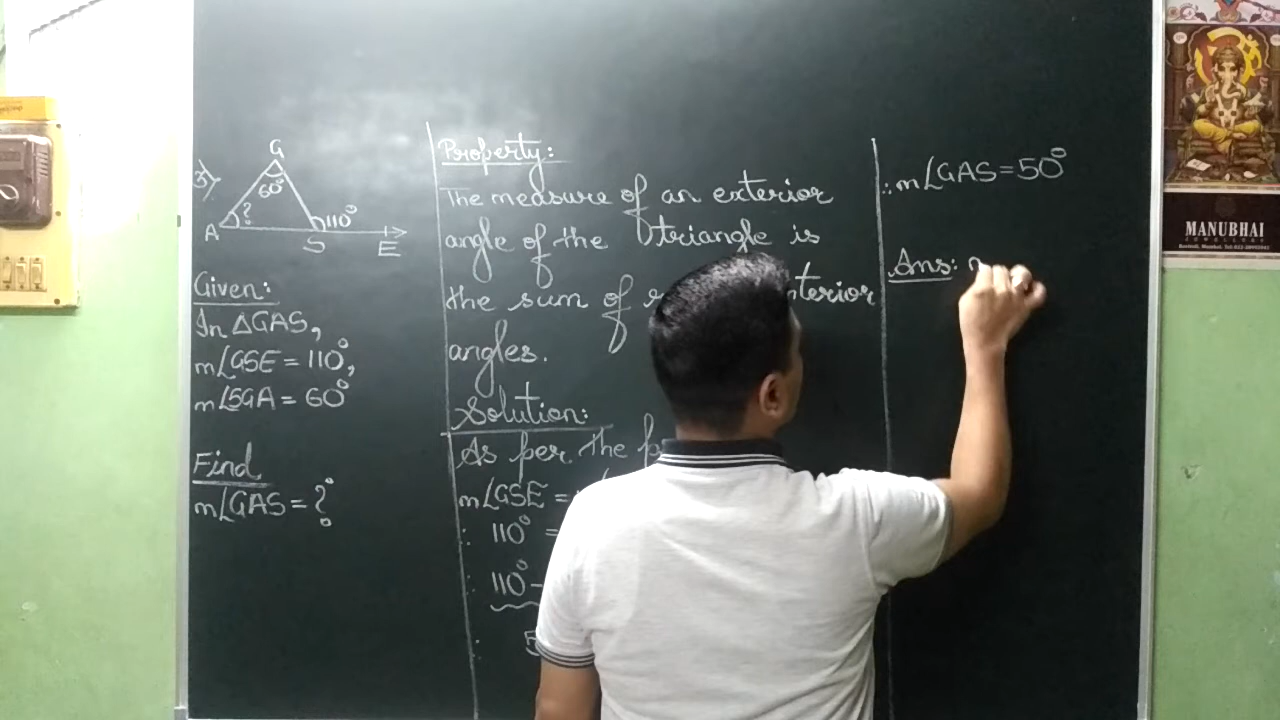 3)
G
60°
?
110°
A
S
E
Given:
In △GAS,
m∠GSE = 110°,
m∠SGA = 60°
Find
m∠GAS = ?
Property:
The measure of an exterior
angle of the triangle is
the sum of
angles.
Solution:
As per the
m∠GSE =
∴ 110° =
∴ 110° -
∴
∴ m∠GAS = 50°
Ans:
MANUBHAI
JEWELLERS